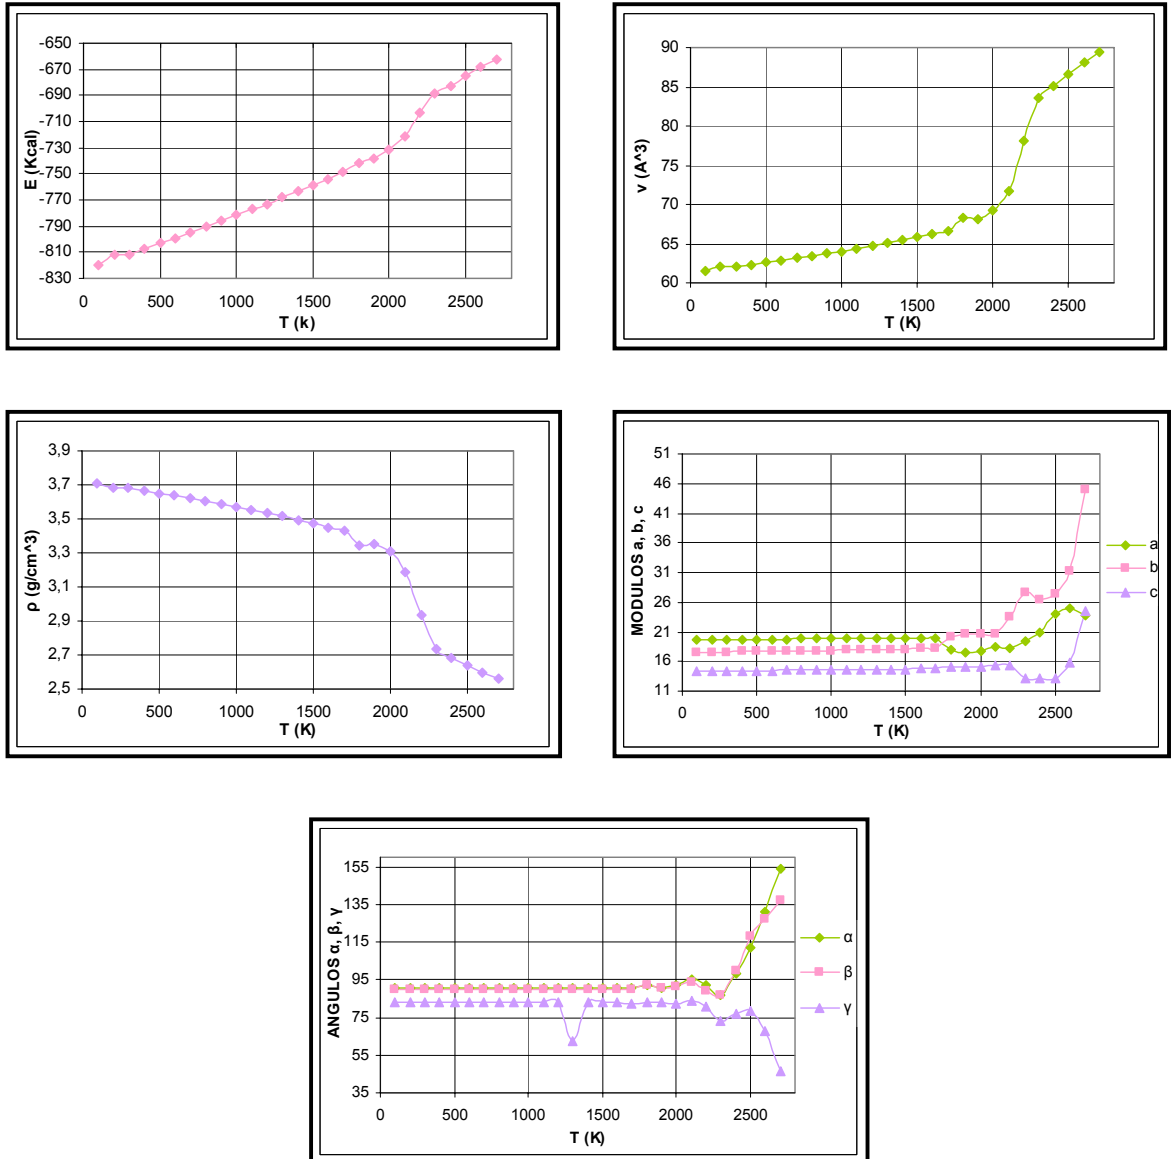 -650
-670
-690
-710
-730
-750
-770
-790
-810
-830
E (Kcal)
0 500 1000 1500 2000 2500
T (k)
90
85
80
75
70
65
60
v (A^3)
0 500 1000 1500 2000 2500
T (K)
3,9
3,7
3,5
3,3
3,1
2,9
2,7
2,5
ρ (g/cm^3)
0 500 1000 1500 2000 2500
T (K)
51
46
41
36
31
26
21
16
11
MODULOS a, b, c
0 500 1000 1500 2000 2500
T (K)
a
b
c
155
135
115
95
75
55
35
ANGULOS α, β, γ
0 500 1000 1500 2000 2500
T (K)
α
β
γ